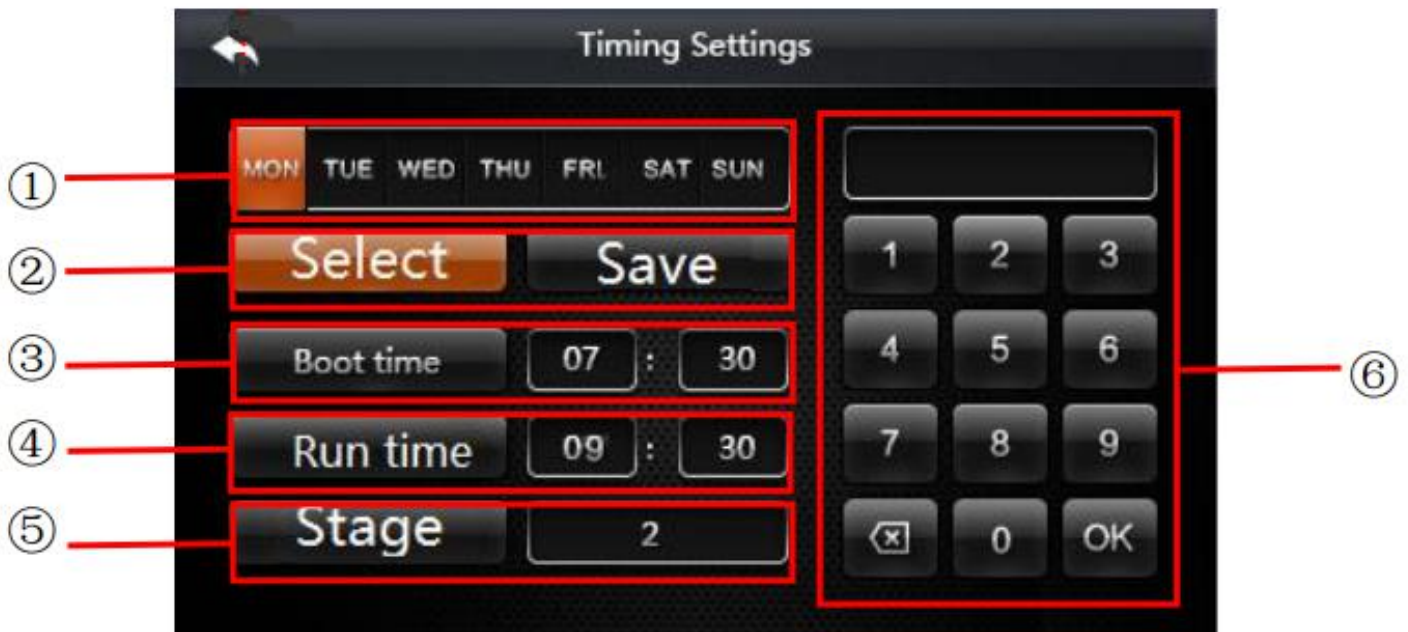 Timing Settings
① MON TUE WED THU FRI. SAT SUN
② Select Save
③ Boot time 07 : 30
④ Run time 09 : 30
⑤ Stage 2
1 2 3
4 5 6
7 8 9
0 OK
⑥